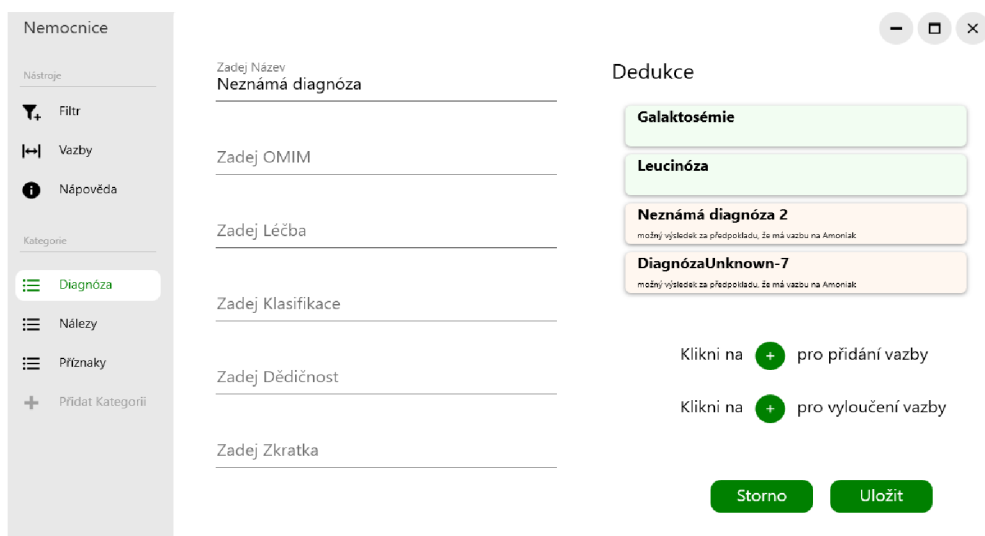 Nemocnice
Nástroje
Filtr
Vazby
Nápověda
Kategorie
Diagnóza
Nálezy
Příznaky
Přidat Kategorii
Zadej Název
Neznámá diagnóza
Zadej OMIM
Zadej Léčba
Zadej Klasifikace
Zadej Dědičnost
Zadej Zkratka
Dedukce
Galaktosémie
Leucinóza
Neznámá diagnóza 2
možný výsledek za předpokladu, že má vazbu na Amoniak
DiagnózaUnknown-7
možný výsledek za předpokladu, že má vazbu na Amoniak
Klikni na + pro přidání vazby
Klikni na + pro vyloučení vazby
Storno Uložit